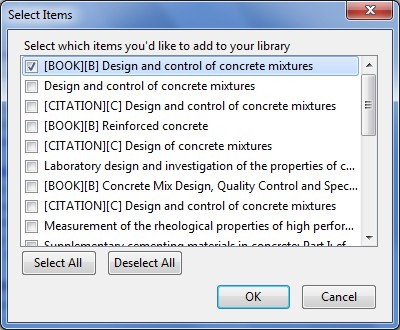 Select Items
Select which items you'd like to add to your library
[BOOK][B] Design and control of concrete mixtures
Design and control of concrete mixtures
[CITATION][C] Design and control of concrete mixtures
[BOOK][B] Reinforced concrete
[CITATION][C] Design of concrete mixtures
Laboratory design and investigation of the properties of c...
[BOOK][B] Concrete Mix Design, Quality Control and Spec...
[CITATION][C] Design and control of concrete mixtures
Measurement of the rheological properties of high perfor...
Supplementary cementing materials in concrete: Part I: ef
Select All
Deselect All
OK
Cancel